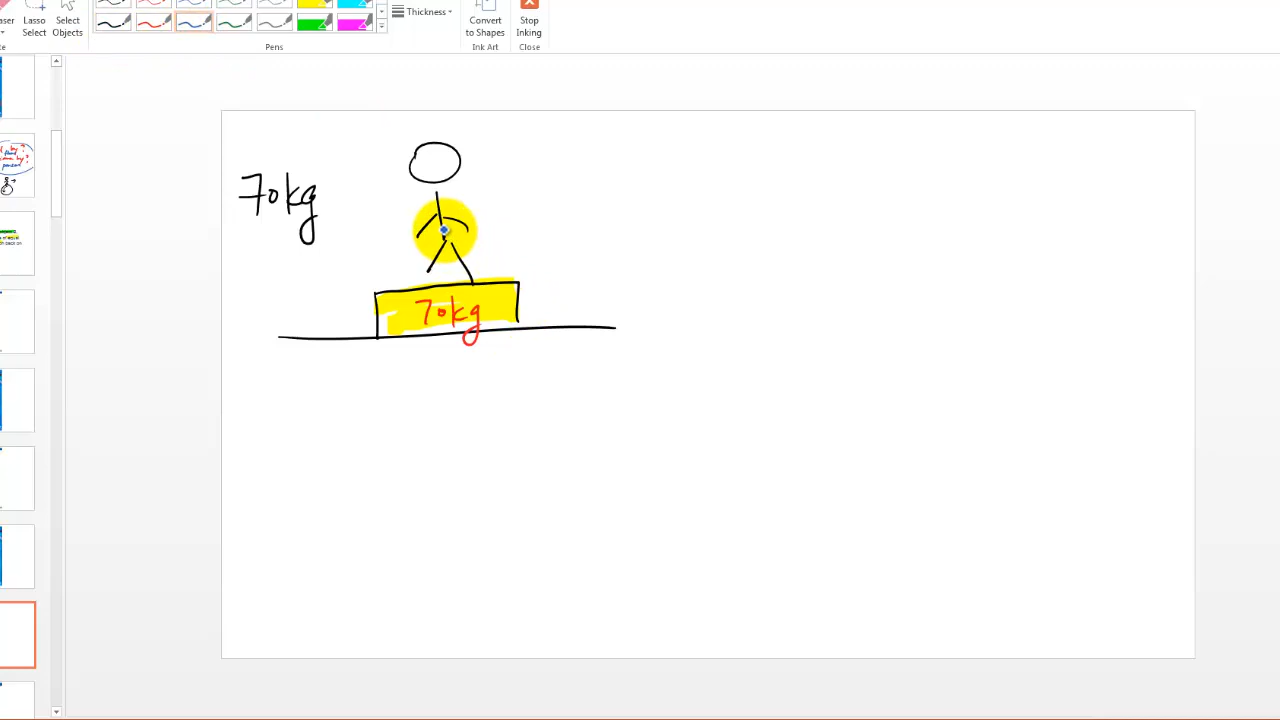 Lasso
Select
Select
Objects
Thickness
Convert
to Shapes
Stop
Inking
Pens
Ink Art
Close
70kg
70kg